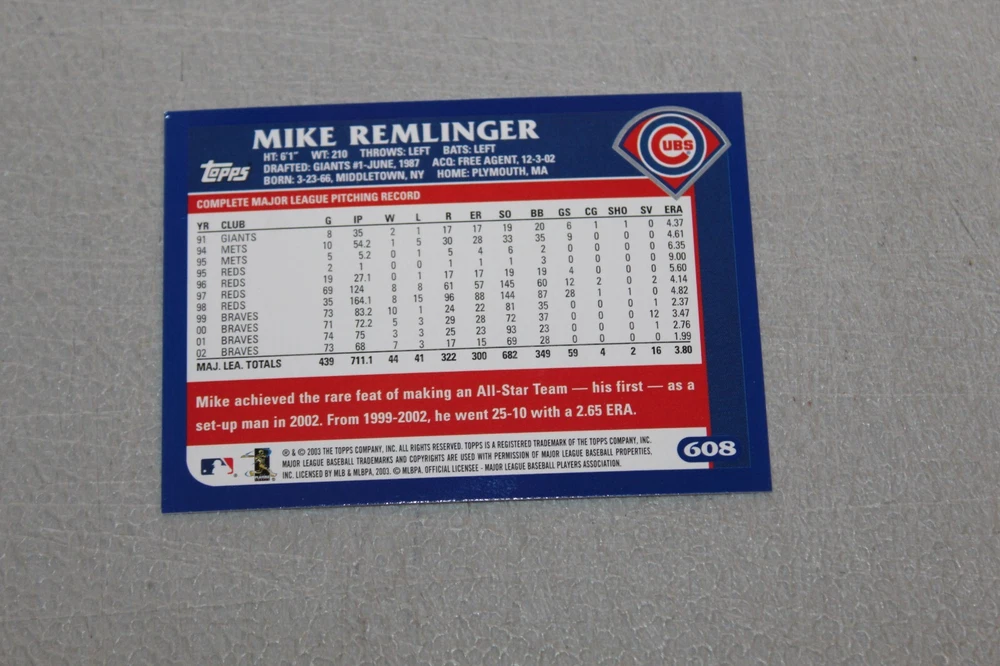 MIKE REMLINGER
HT: 6'1" WT: 210 THROWS: LEFT BATS: LEFT
DRAFTED: GIANTS #1-JUNE, 1987 ACQ: FREE AGENT, 12-3-02
BORN: 3-23-66, MIDDLETOWN, NY HOME: PLYMOUTH, MA
Topps
CUBS
COMPLETE MAJOR LEAGUE PITCHING RECORD
YR CLUB G IP W L R ER SO BB GS CG SHO SV ERA
91 GIANTS 8 35 2 1 17 17 19 20 6 1 1 0 4.37
94 METS 10 54.2 1 5 30 28 33 35 9 0 0 0 4.61
95 METS 5 5.2 0 1 5 4 6 2 0 0 0 0 6.35
95 REDS 2 1 0 0 1 1 1 3 0 0 0 0 9.00
96 REDS 19 27.1 0 1 17 17 19 19 4 0 0 0 5.60
97 REDS 69 124 8 8 61 57 145 60 12 2 0 2 4.14
98 REDS 35 164.1 8 15 96 88 144 87 28 1 1 0 4.82
99 BRAVES 73 83.2 10 1 24 22 81 35 0 0 0 1 2.37
00 BRAVES 71 72.2 5 3 29 28 72 37 0 0 0 12 3.47
01 BRAVES 74 75 3 3 25 23 93 23 0 0 0 1 2.76
02 BRAVES 73 68 7 3 17 15 69 28 0 0 0 0 1.99
MAJ. LEA. TOTALS 439 711.1 44 41 322 300 682 349 59 4 2 16 3.80
Mike achieved the rare feat of making an All-Star Team — his first — as a
set-up man in 2002. From 1999-2002, he went 25-10 with a 2.65 ERA.
® & © 2003 THE TOPPS COMPANY, INC. ALL RIGHTS RESERVED. TOPPS IS A REGISTERED TRADEMARK OF THE TOPPS COMPANY, INC.
MAJOR LEAGUE BASEBALL TRADEMARKS AND COPYRIGHTS ARE USED WITH PERMISSION OF MAJOR LEAGUE BASEBALL PROPERTIES,
INC. LICENSED BY MLB & MLBPA, 2003. © MLBPA, OFFICIAL LICENSEE - MAJOR LEAGUE BASEBALL PLAYERS ASSOCIATION.
608